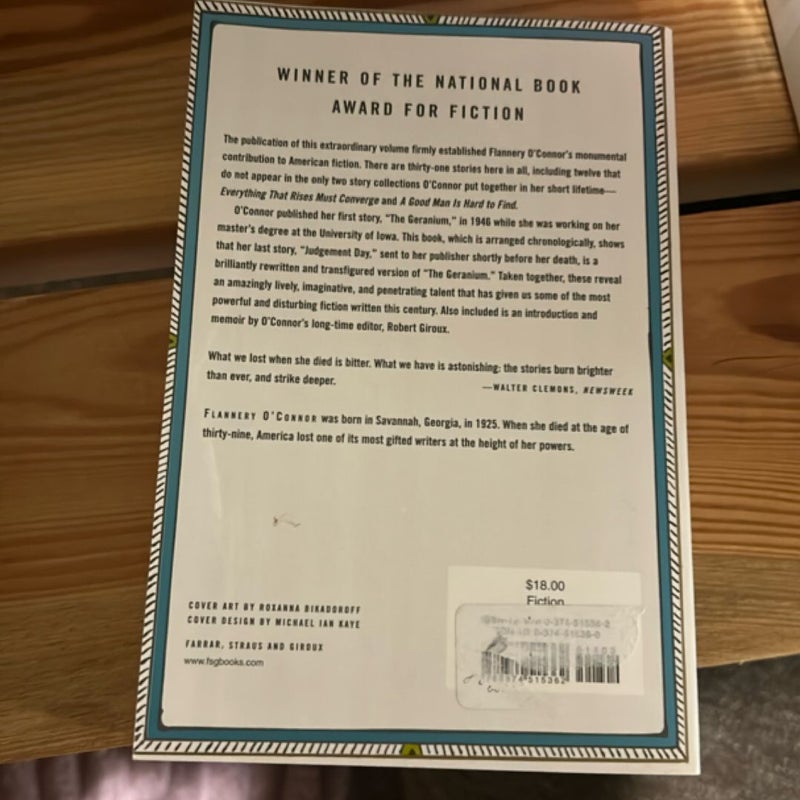 WINNER OF THE NATIONAL BOOK
AWARD FOR FICTION
The publication of this extraordinary volume firmly established Flannery O'Connor's monumental
contribution to American fiction. There are thirty-one stories here in all, including twelve that
do not appear in the only two story collections O'Connor put together in her short lifetime—
Everything That Rises Must Converge and A Good Man Is Hard to Find.
O'Connor published her first story, "The Geranium," in 1946 while she was working on her
master's degree at the University of Iowa. This book, which is arranged chronologically, shows
that her last story, "Judgement Day," sent to her publisher shortly before her death, is a
brilliantly rewritten and transfigured version of "The Geranium." Taken together, these reveal
an amazingly lively, imaginative, and penetrating talent that has given us some of the most
powerful and disturbing fiction written this century. Also included is an introduction and
memoir by O'Connor's long-time editor, Robert Giroux.
What we lost when she died is bitter. What we have is astonishing: the stories burn brighter
than ever, and strike deeper.
—WALTER CLEMONS, NEWSWEEK
FLANNERY O'CONNOR was born in Savannah, Georgia, in 1925. When she died at the age of
thirty-nine, America lost one of its most gifted writers at the height of her powers.
COVER ART BY ROXANNA BIKADOROFF
COVER DESIGN BY MICHAEL IAN KAYE
FARRAR, STRAUS AND GIROUX
www.fsgbooks.com
$18.00
Fiction